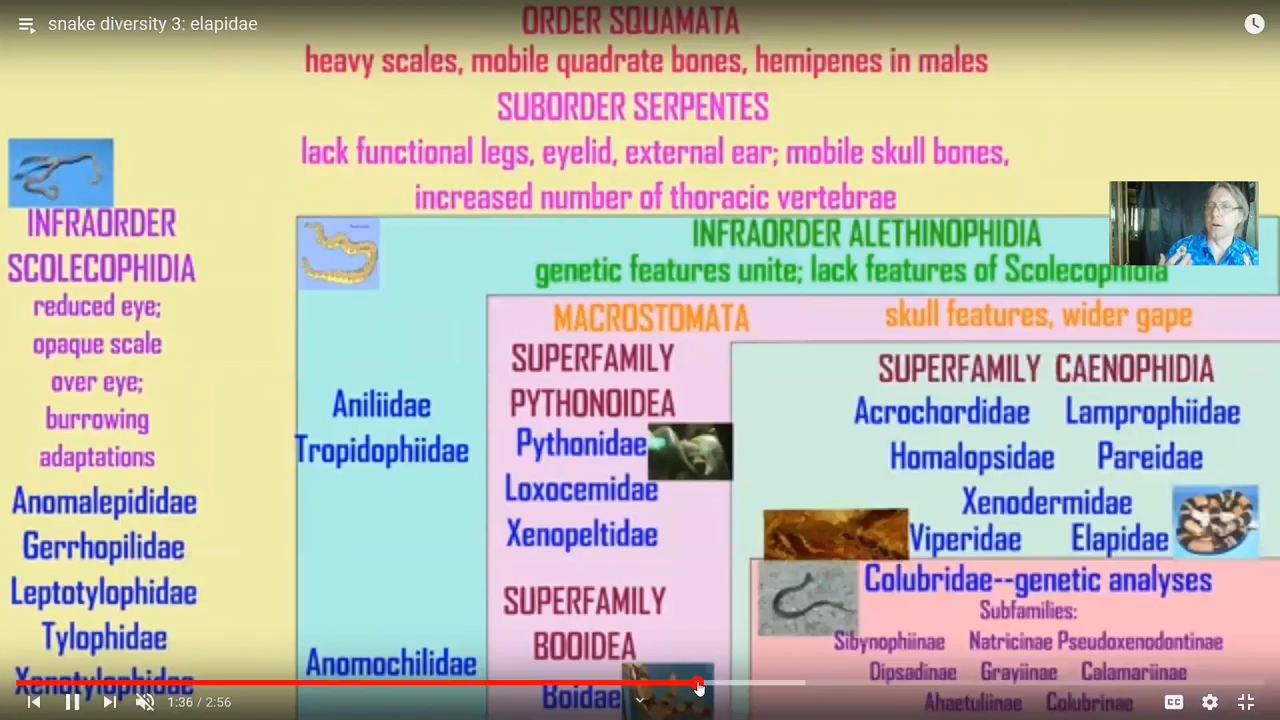 snake diversity 3: elapidae
ORDER SQUAMATA
heavy scales, mobile quadrate bones, hemipenes in males
SUBORDER SERPENTES
lack functional legs, eyelid, external ear; mobile skull bones,
increased number of thoracic vertebrae
INFRAORDER
SCOLECOPHIDIA
reduced eye;
opaque scale
over eye;
burrowing
adaptations
Anomalepididae
Gerrhopilidae
Leptotylophidae
Tylophidae
Xenotylophidae
INFRAORDER ALETHINOPHIDIA
genetic features unite; lack features of Scolecophidia
Aniliidae
Tropidophiidae
Anomochilidae
MACROSTOMATA
skull features, wider gape
SUPERFAMILY
PYTHONOIDEA
Pythonidae
Loxocemidae
Xenopeltidae
SUPERFAMILY
BOOIDEA
Boidae
SUPERFAMILY CAENOPHIDIA
Acrochordidae Lamprophiidae
Homalopsidae Pareidae
Xenodermidae
Viperidae Elapidae
Colubridae--genetic analyses
Subfamilies:
Sibynophiinae Natricinae Pseudoxenodontinae
Dipsadinae Grayiinae Calamariinae
Ahaetuliinae Colubrinae
1:36 / 2:56
CC